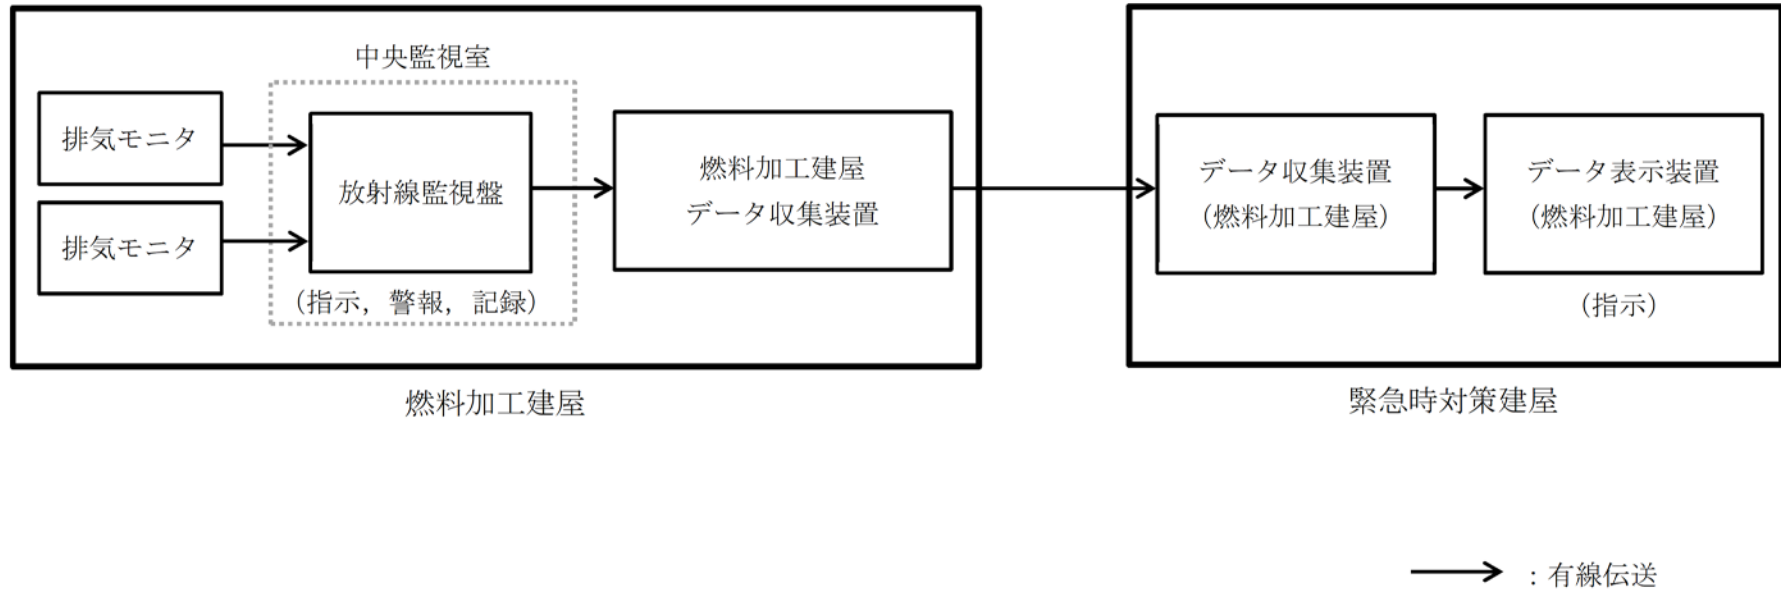 中央監視室
排気モニタ
排気モニタ
放射線監視盤
(指示，警報，記録)
燃料加工建屋
データ収集装置
燃料加工建屋
データ収集装置
(燃料加工建屋)
データ表示装置
(燃料加工建屋)
(指示)
緊急時対策建屋
：有線伝送